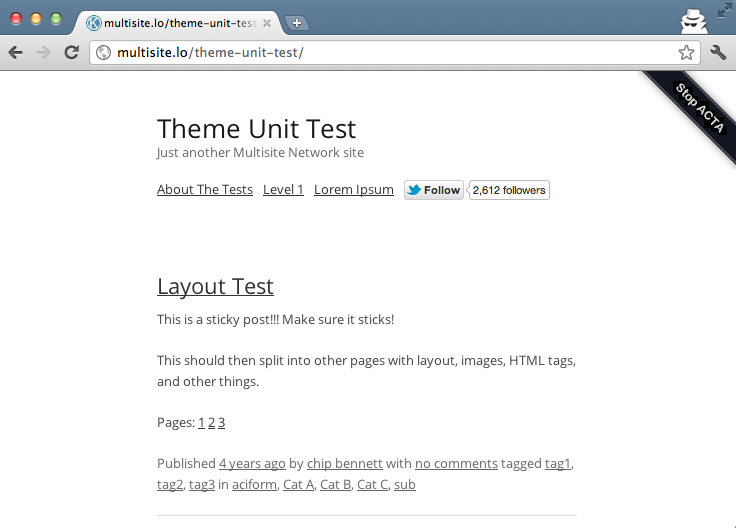 multisite.lo/theme-unit-test
multisite.lo/theme-unit-test/
Stop ACTA
Theme Unit Test
Just another Multisite Network site
About The Tests Level 1 Lorem Ipsum Follow 2,612 followers
Layout Test
This is a sticky post!!! Make sure it sticks!
This should then split into other pages with layout, images, HTML tags,
and other things.
Pages: 1 2 3
Published 4 years ago by chip bennett with no comments tagged tag1,
tag2, tag3 in aciform, Cat A, Cat B, Cat C, sub